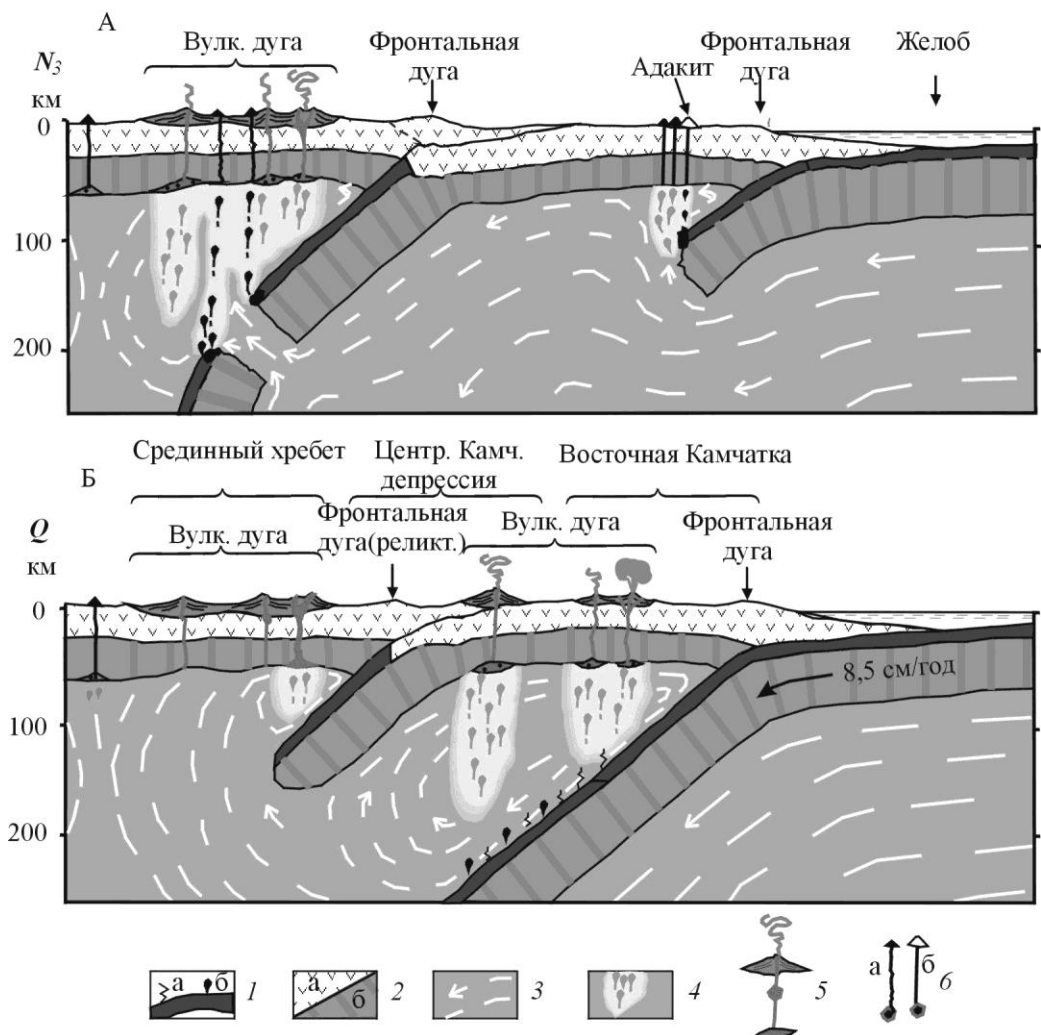 А
Вулк. дуга
Фронтальная
дуга
Адакит
Фронтальная
дуга
Желоб
N3
км
0
100
200
Б
Срединный хребет
Центр. Камч.
депрессия
Восточная Камчатка
Q
Вулк. дуга
Фронтальная
дуга(реликт.)
Вулк. дуга
Фронтальная
дуга
км
0
8,5 см/год
100
200
а б 1
а б 2
3
4
5
а б 6